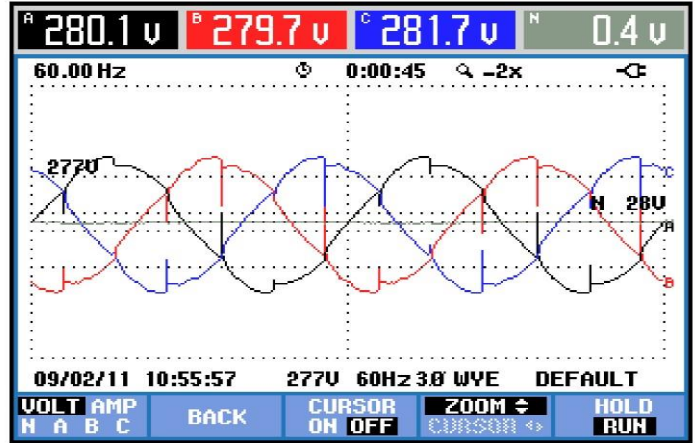 A 280.1 V B 279.7 V C 281.7 V N 0.4 V
60.00 Hz 0:00:45 -2x
277V
C
N 28V
A
B
09/02/11 10:55:57 277V 60Hz 3Ø WYE DEFAULT
VOLT AMP BACK CURSOR ZOOM HOLD
N A B C ON OFF CURSOR RUN